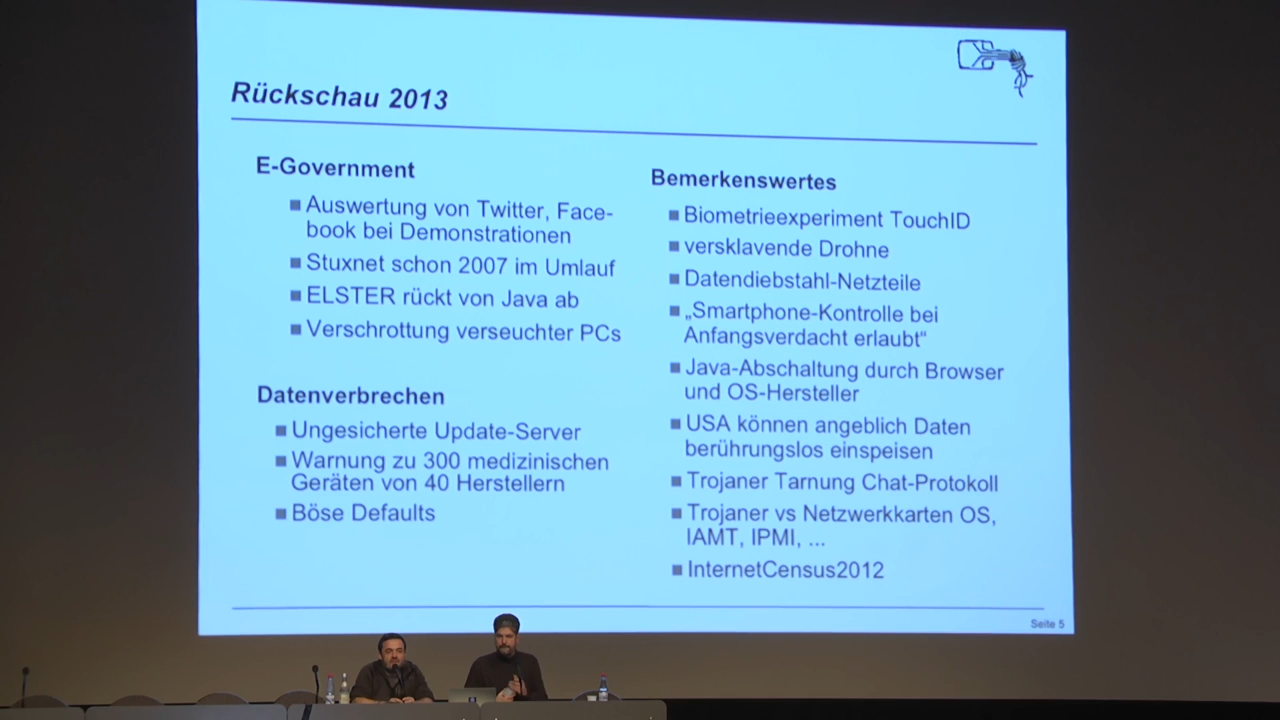 Rückschau 2013
E-Government
Auswertung von Twitter, Face-
book bei Demonstrationen
Stuxnet schon 2007 im Umlauf
ELSTER rückt von Java ab
Verschrottung verseuchter PCs
Datenverbrechen
Ungesicherte Update-Server
Warnung zu 300 medizinischen
Geräten von 40 Herstellern
Böse Defaults
Bemerkenswertes
Biometrieexperiment TouchID
versklavende Drohne
Datendiebstahl-Netzteile
„Smartphone-Kontrolle bei
Anfangsverdacht erlaubt“
Java-Abschaltung durch Browser
und OS-Hersteller
USA können angeblich Daten
berührungslos einspeisen
Trojaner Tarnung Chat-Protokoll
Trojaner vs Netzwerkkarten OS,
IAMT, IPMI, ...
InternetCensus2012
Seite 5